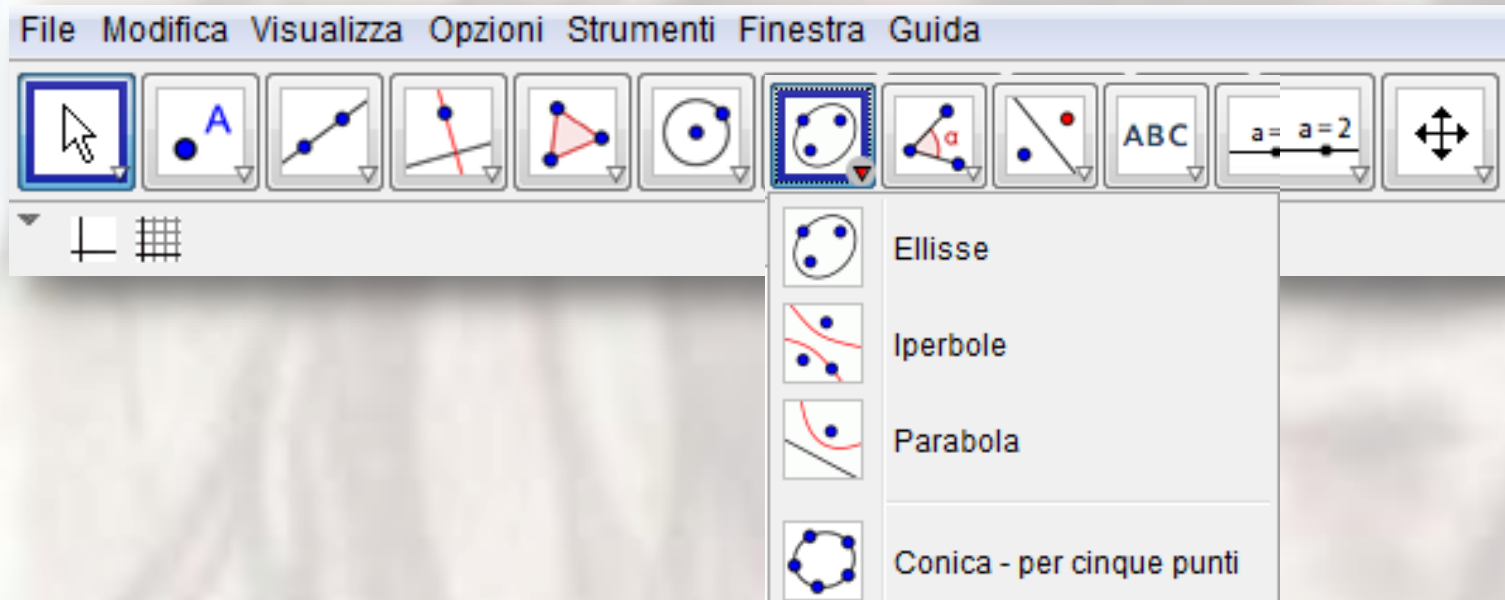 File Modifica Visualizza Opzioni Strumenti Finestra Guida
A α ABC a= a=2
Ellisse
Iperbole
Parabola
Conica - per cinque punti